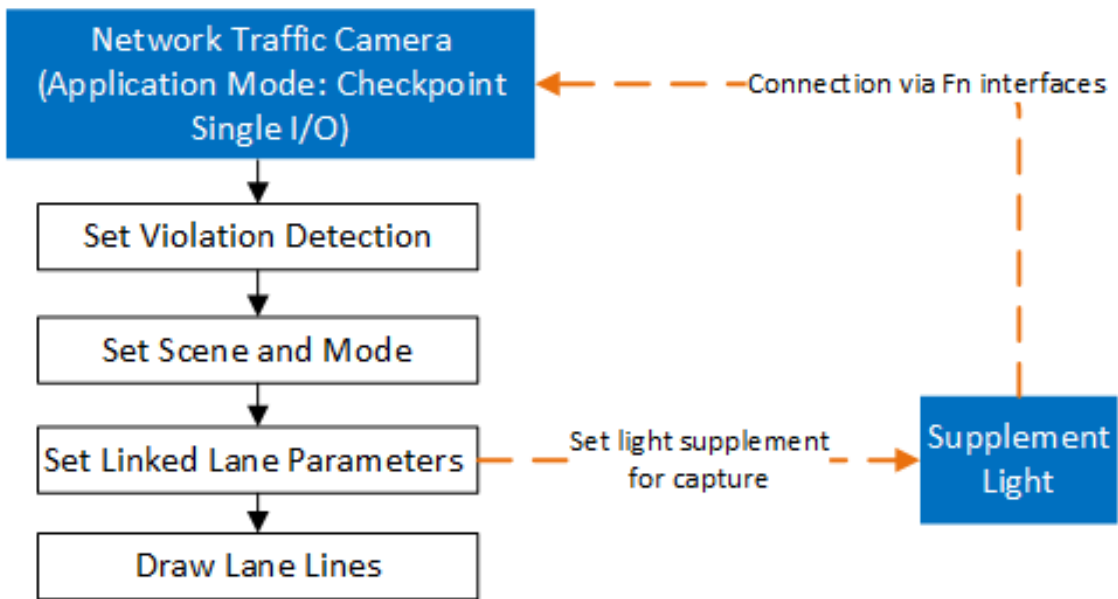 Network Traffic Camera
(Application Mode: Checkpoint
Single I/O)
Connection via Fn interfaces
Set Violation Detection
Set Scene and Mode
Set Linked Lane Parameters
Set light supplement
for capture
Supplement
Light
Draw Lane Lines